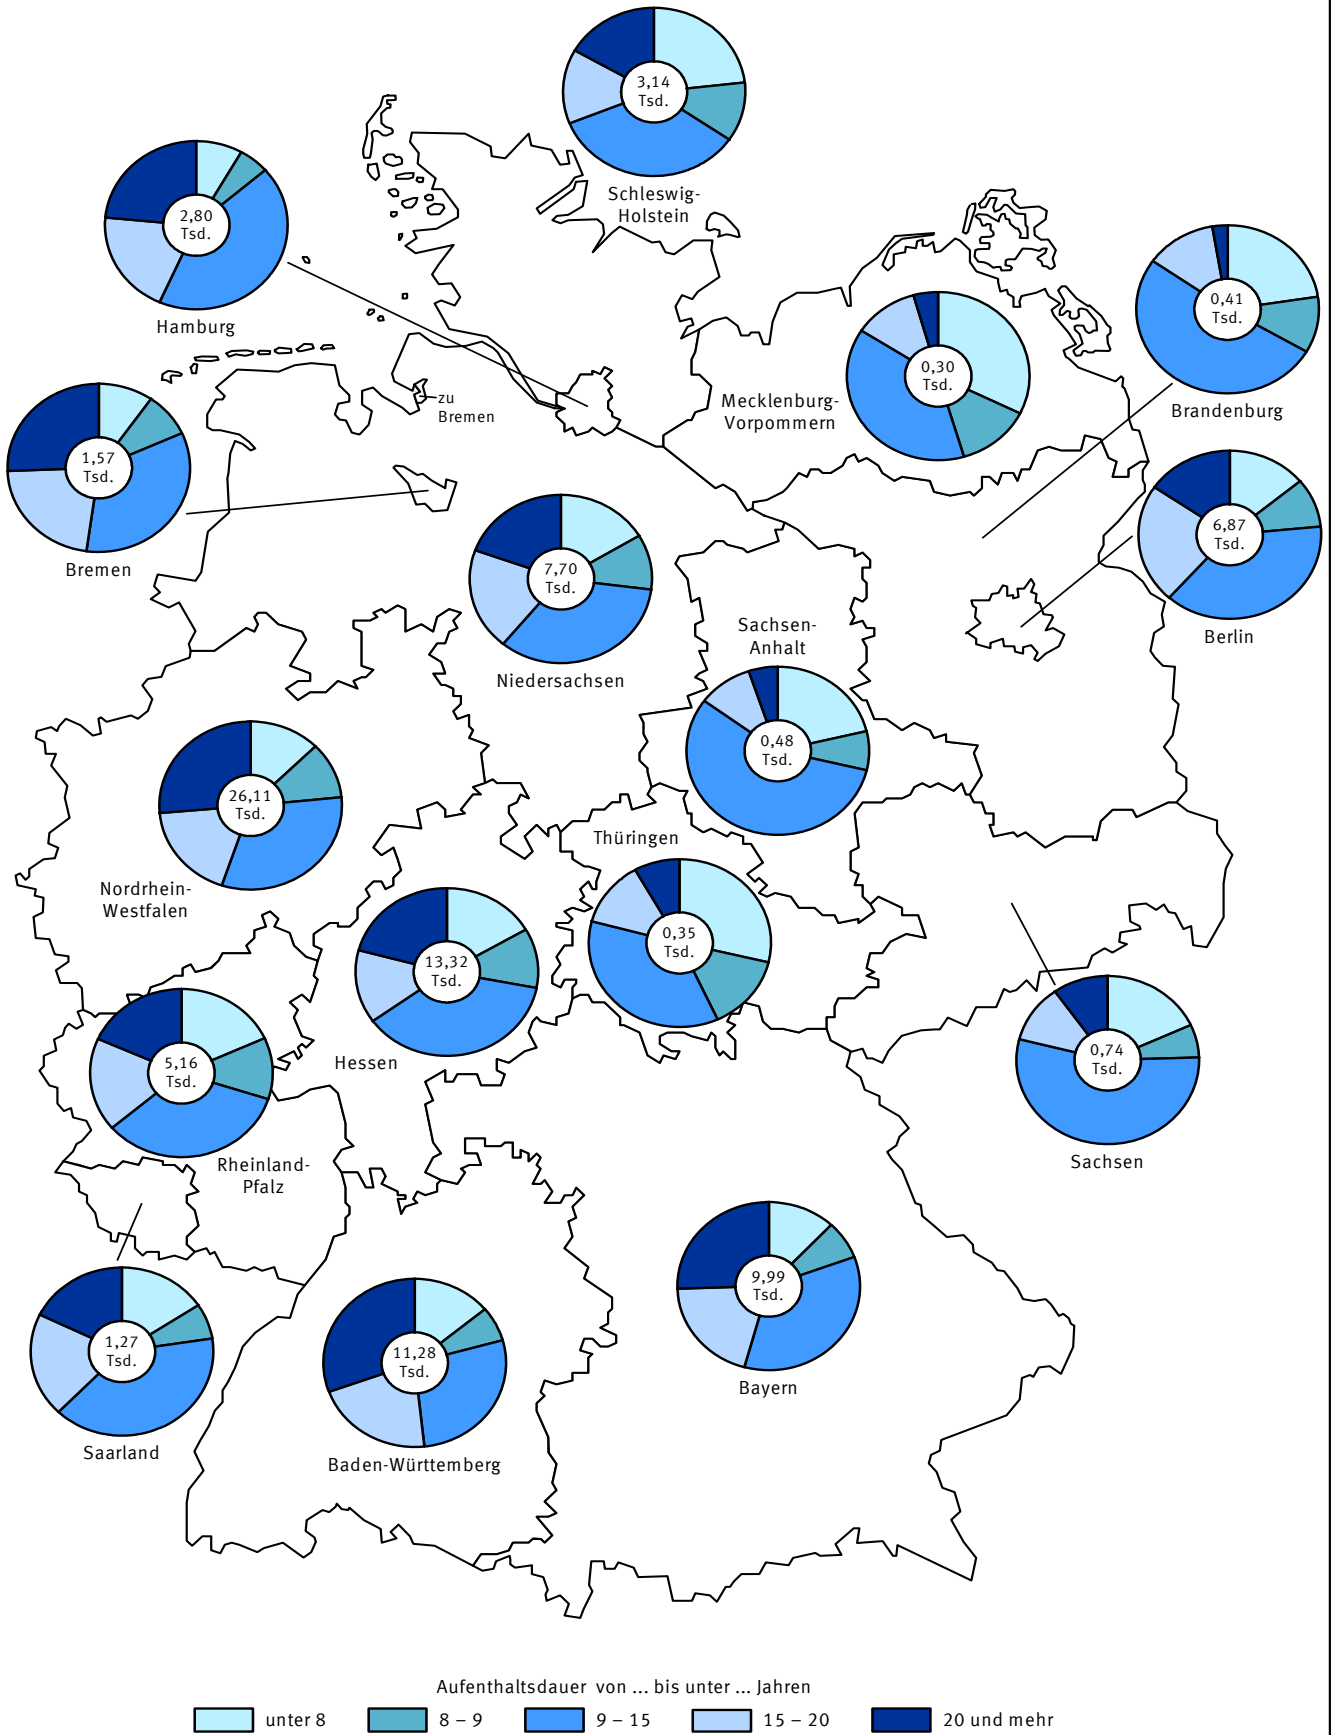 3,14
Tsd.
Schleswig-
Holstein
2,80
Tsd.
Hamburg
0,41
Tsd.
Brandenburg
0,30
Tsd.
Mecklenburg-
Vorpommern
zu
Bremen
1,57
Tsd.
Bremen
6,87
Tsd.
Berlin
7,70
Tsd.
Niedersachsen
Sachsen-
Anhalt
0,48
Tsd.
26,11
Tsd.
Nordrhein-
Westfalen
Thüringen
0,35
Tsd.
13,32
Tsd.
Hessen
5,16
Tsd.
Rheinland-
Pfalz
0,74
Tsd.
Sachsen
9,99
Tsd.
Bayern
1,27
Tsd.
Saarland
11,28
Tsd.
Baden-Württemberg
Aufenthaltsdauer von ... bis unter ... Jahren
unter 8 8 – 9 9 – 15 15 – 20 20 und mehr